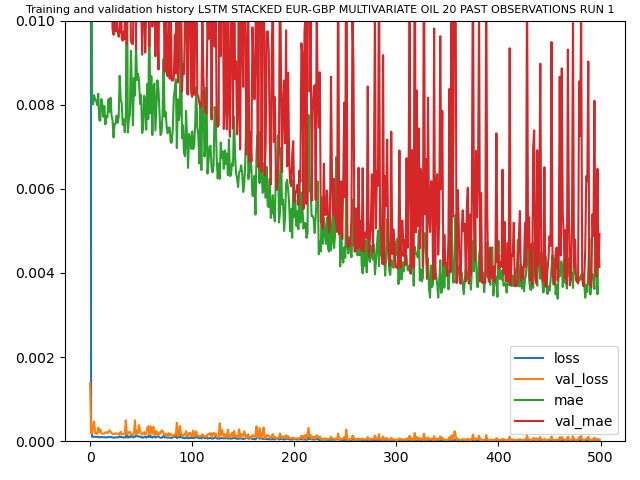 Training and validation history LSTM STACKED EUR-GBP MULTIVARIATE OIL 20 PAST OBSERVATIONS RUN 1
0.010
0.008
0.006
0.004
0.002
0.000
0 100 200 300 400 500
loss
val_loss
mae
val_mae